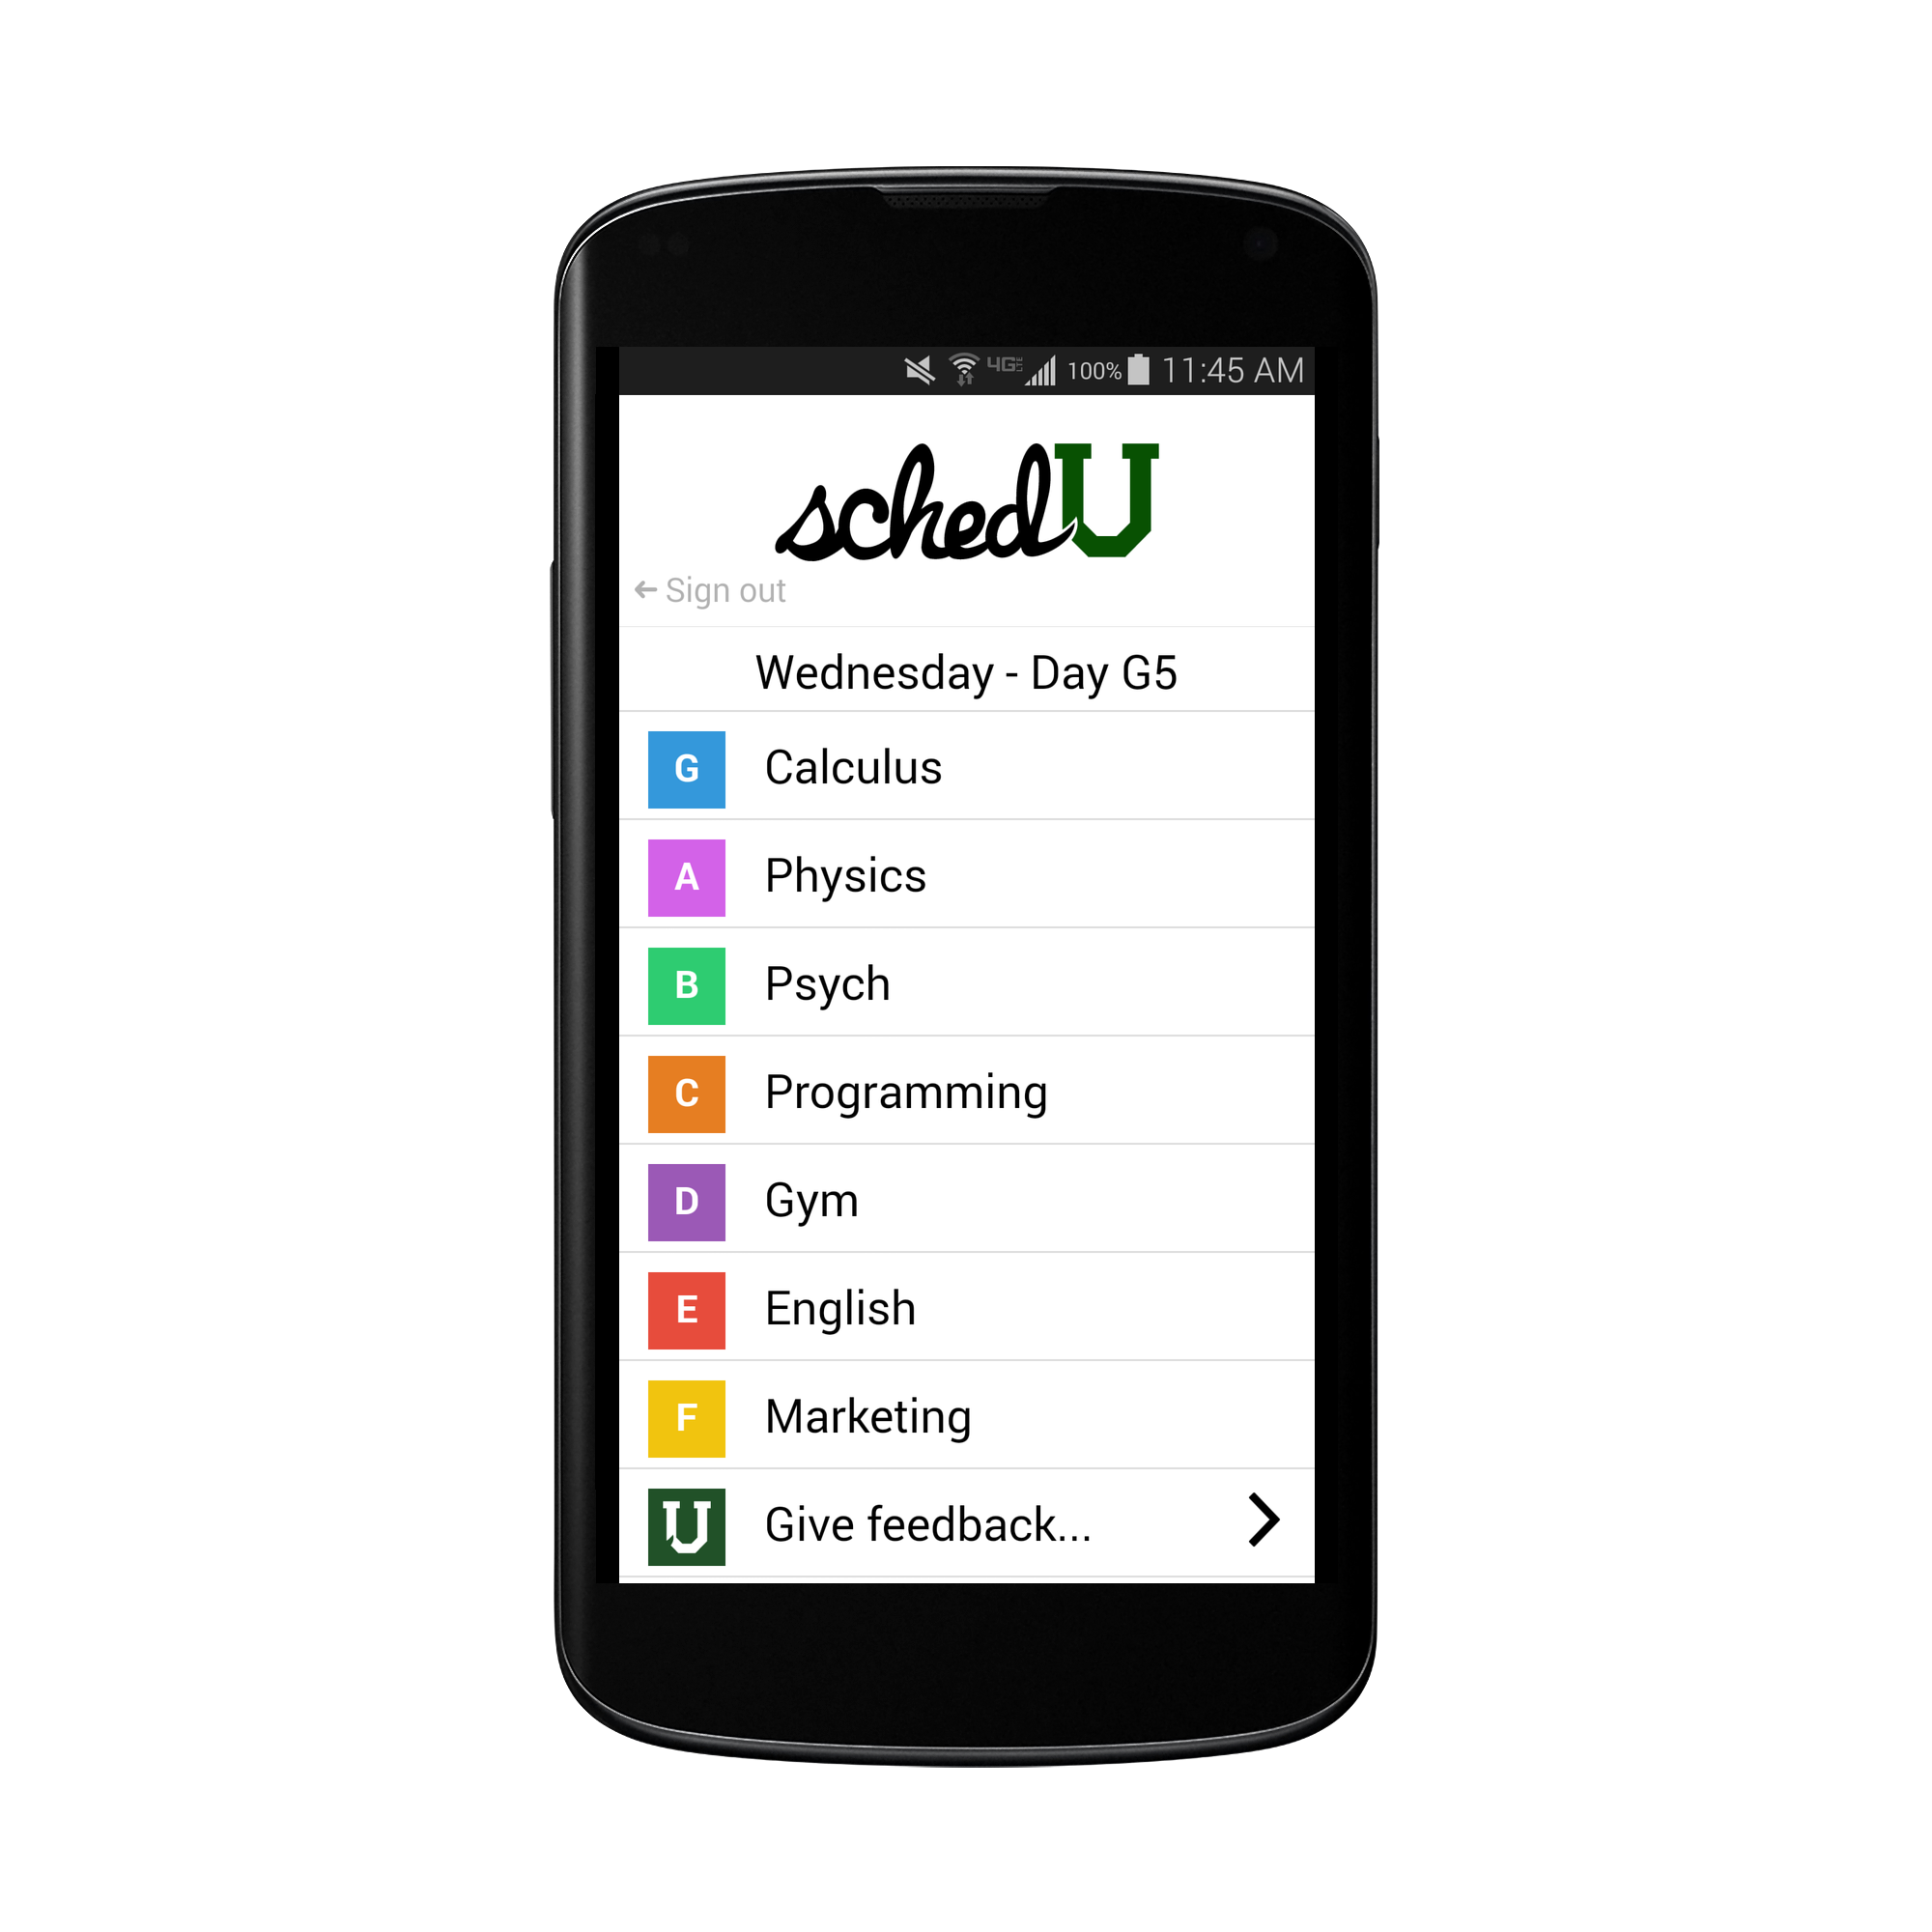 4G LTE 100% 11:45 AM
schedU
← Sign out
Wednesday - Day G5
G Calculus
A Physics
B Psych
C Programming
D Gym
E English
F Marketing
U Give feedback...